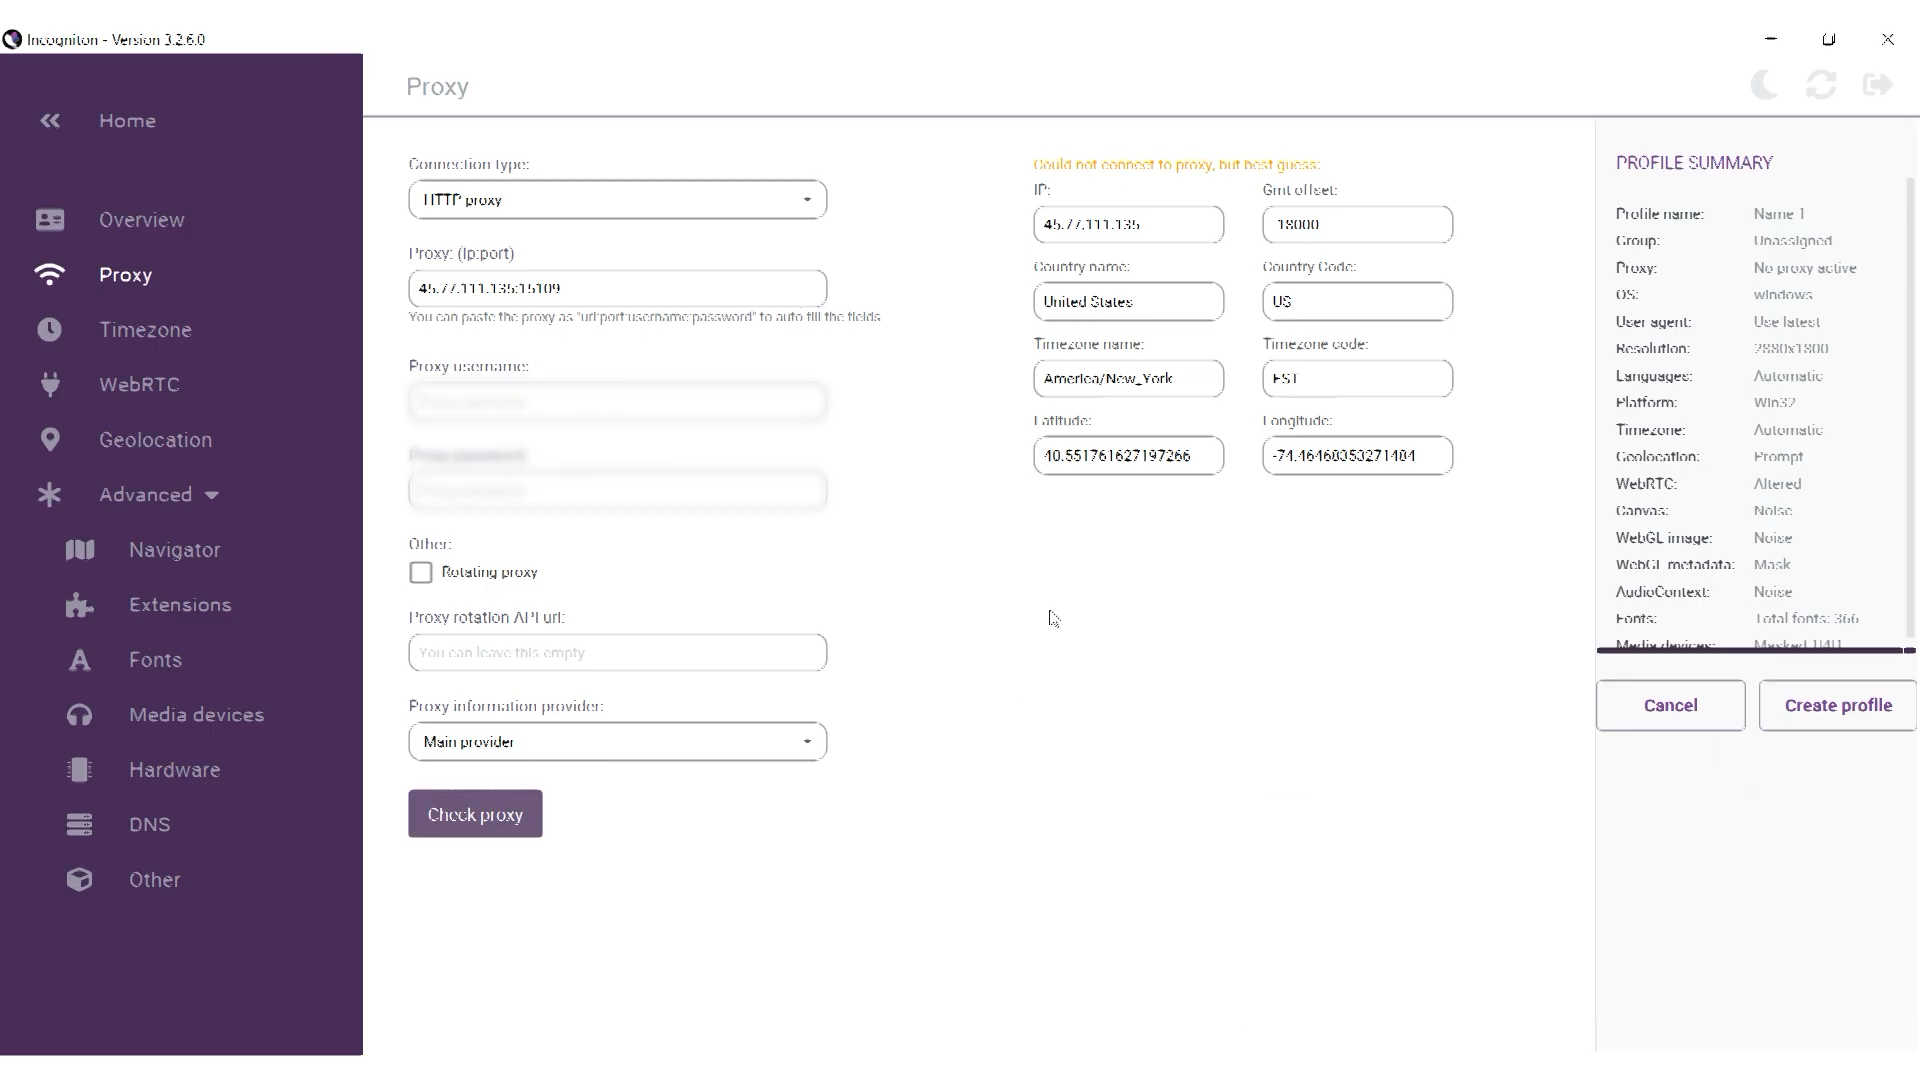 Incogniton - Version 3.2.6.0
Home
Overview
Proxy
Timezone
WebRTC
Geolocation
Advanced
Navigator
Extensions
Fonts
Media devices
Hardware
DNS
Other
Proxy
Connection type:
HTTP proxy
Proxy: (ip:port)
45.77.111.135:15109
You can paste the proxy as "url:port:username:password" to auto fill the fields
Proxy username:
Other:
Rotating proxy
Proxy rotation API url:
You can leave this empty
Proxy information provider:
Main provider
Check proxy
Could not connect to proxy, but best guess:
IP:
45.77.111.135
Gmt offset:
-18000
Country name:
United States
Country Code:
US
Timezone name:
America/New_York
Timezone code:
EST
Latitude:
40.551761627197266
Longitude:
PROFILE SUMMARY
Profile name: Name 1
Group: Unassigned
Proxy: No proxy active
OS: windows
User agent: Use latest
Resolution: 2880x1800
Languages: Automatic
Platform: Win32
Timezone: Automatic
Geolocation: Prompt
WebRTC: Altered
Canvas: Noise
WebGL image: Noise
WebGL metadata: Mask
AudioContext: Noise
Fonts: Total fonts: 366
Media devices: Masked
Cancel
Create profile